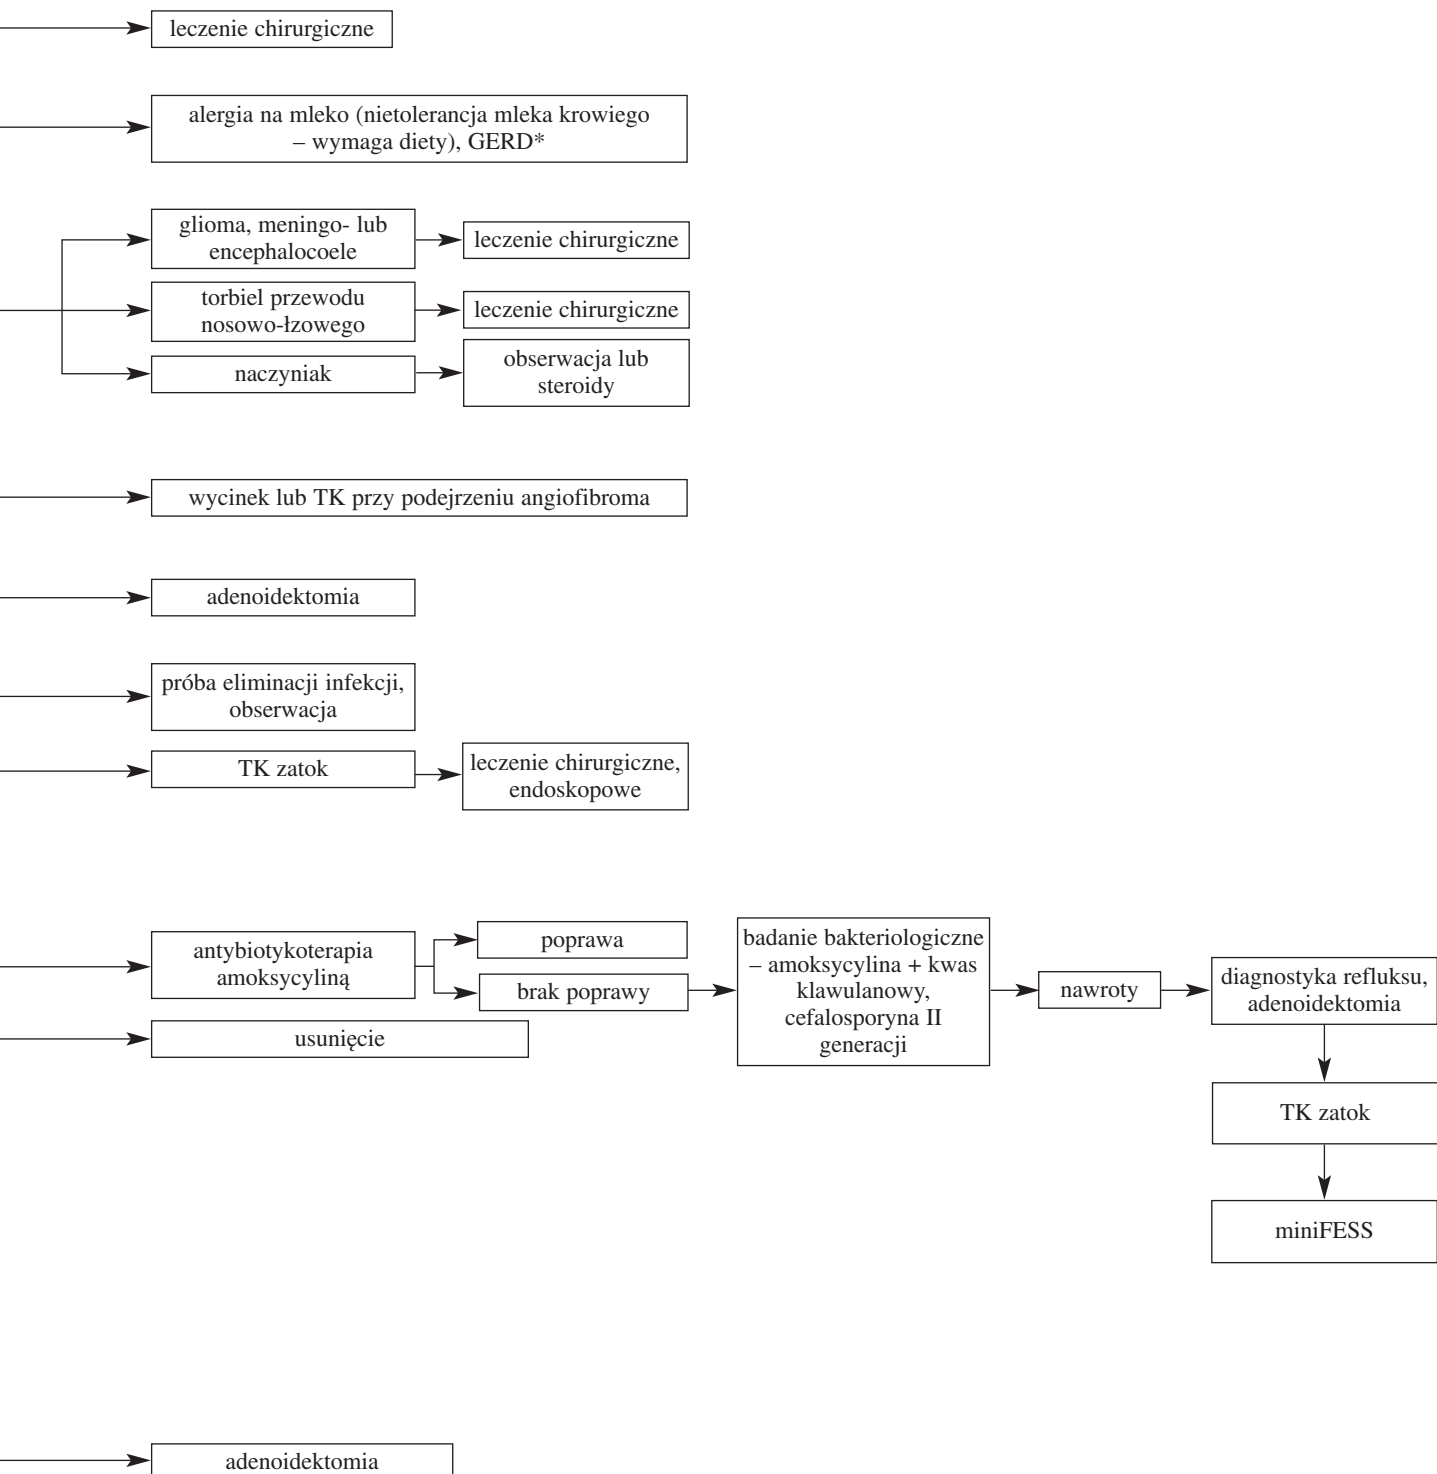 leczenie chirurgiczne
alergia na mleko (nietolerancja mleka krowiego
– wymaga diety), GERD*
glioma, meningo- lub
encephalocoele
leczenie chirurgiczne
torbiel przewodu
nosowo-łzowego
leczenie chirurgiczne
naczyniak
obserwacja lub
steroidy
wycinek lub TK przy podejrzeniu angiofibroma
adenoidektomia
próba eliminacji infekcji,
obserwacja
TK zatok
leczenie chirurgiczne,
endoskopowe
antybiotykoterapia
amoksycyliną
poprawa
brak poprawy
badanie bakteriologiczne
– amoksycylina + kwas
klawulanowy,
cefalosporyna II
generacji
nawroty
diagnostyka refluksu,
adenoidektomia
usunięcie
TK zatok
miniFESS
adenoidektomia